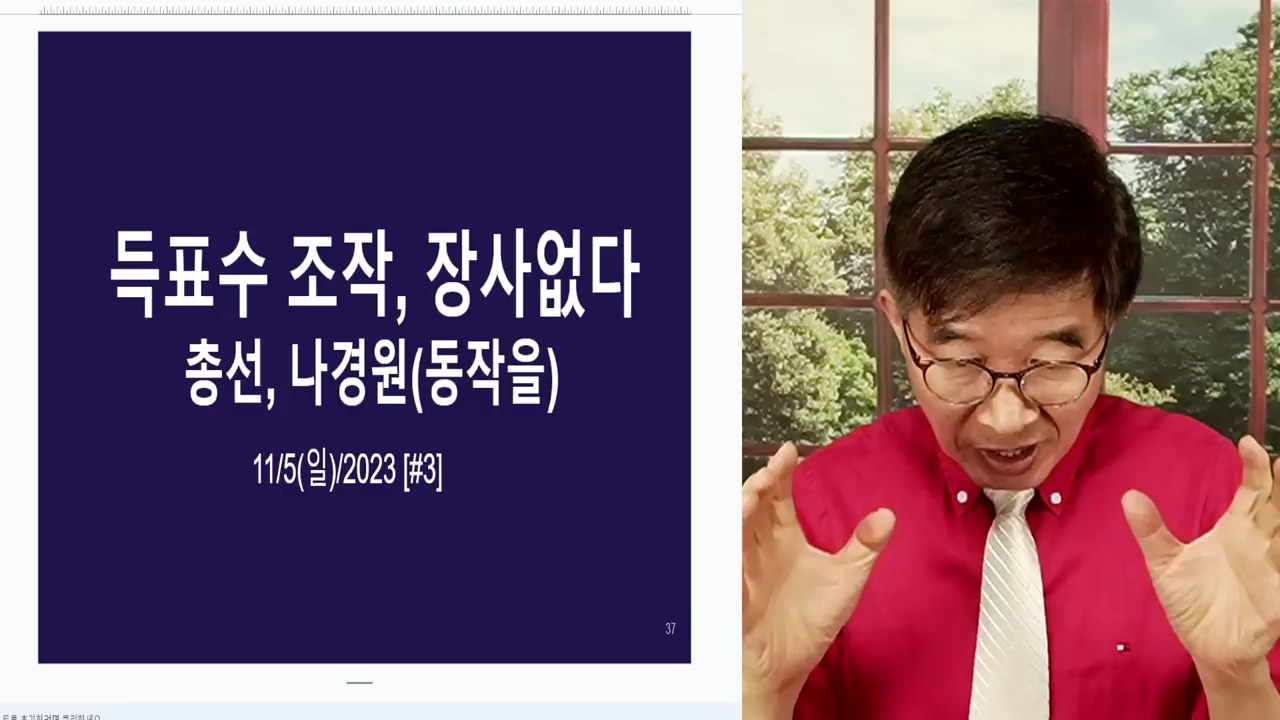 득표수 조작, 장사없다
총선, 나경원(동작을)
11/5(일)/2023 [#3]
37